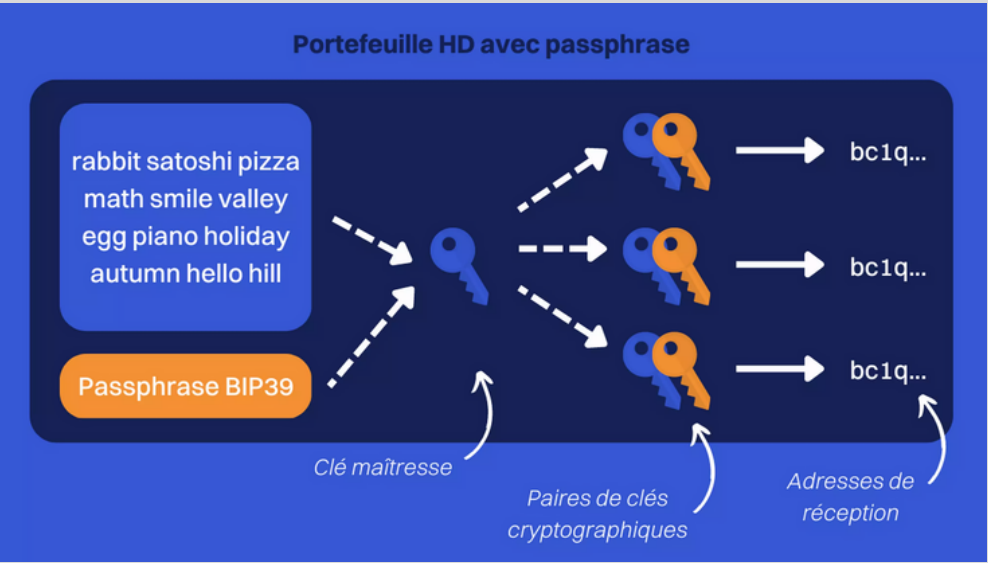 Portefeuille HD avec passphrase
rabbit satoshi pizza
math smile valley
egg piano holiday
autumn hello hill
Passphrase BIP39
bc1q...
bc1q...
bc1q...
Clé maîtresse
Paires de clés
cryptographiques
Adresses de
réception